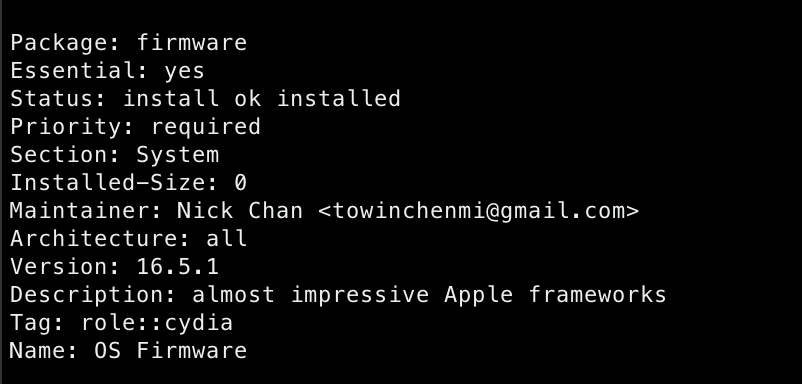 Package: firmware
Essential: yes
Status: install ok installed
Priority: required
Section: System
Installed-Size: 0
Maintainer: Nick Chan <towinchenmi@gmail.com>
Architecture: all
Version: 16.5.1
Description: almost impressive Apple frameworks
Tag: role::cydia
Name: OS Firmware